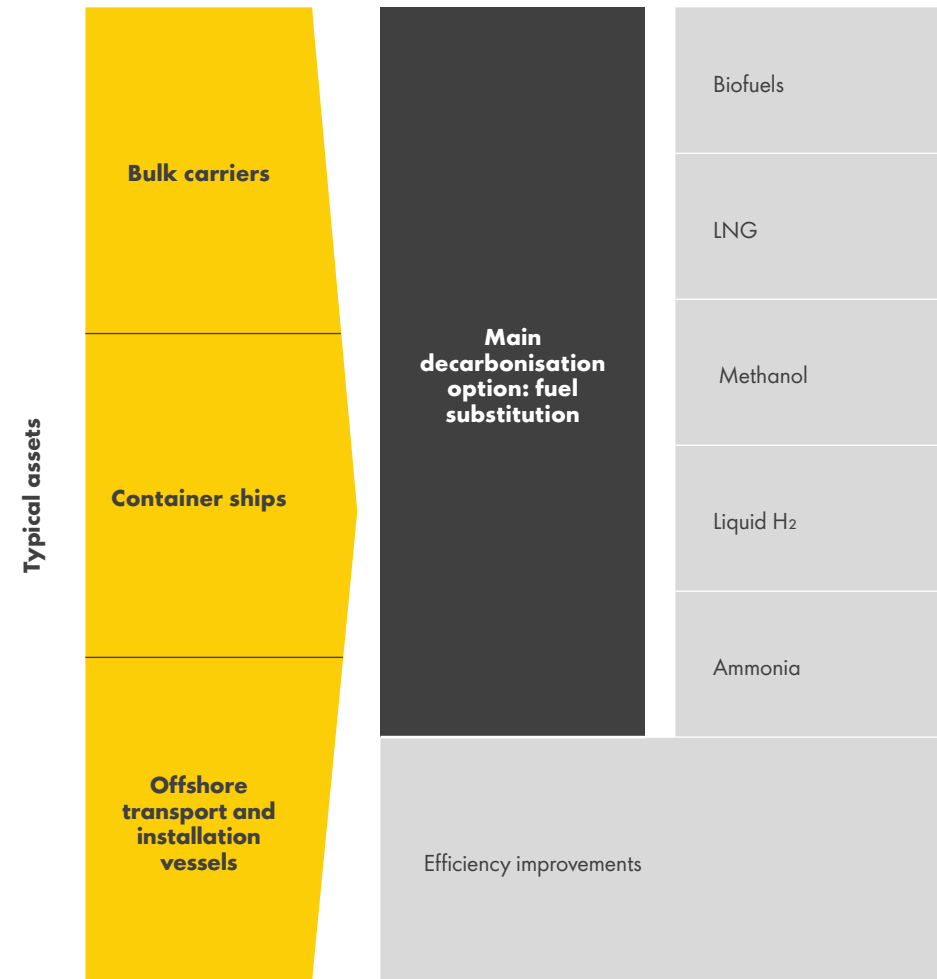 Typical assets
Bulk carriers
Container ships
Offshore
transport and
installation
vessels
Main
decarbonisation
option: fuel
substitution
Biofuels
LNG
Methanol
Liquid H₂
Ammonia
Efficiency improvements